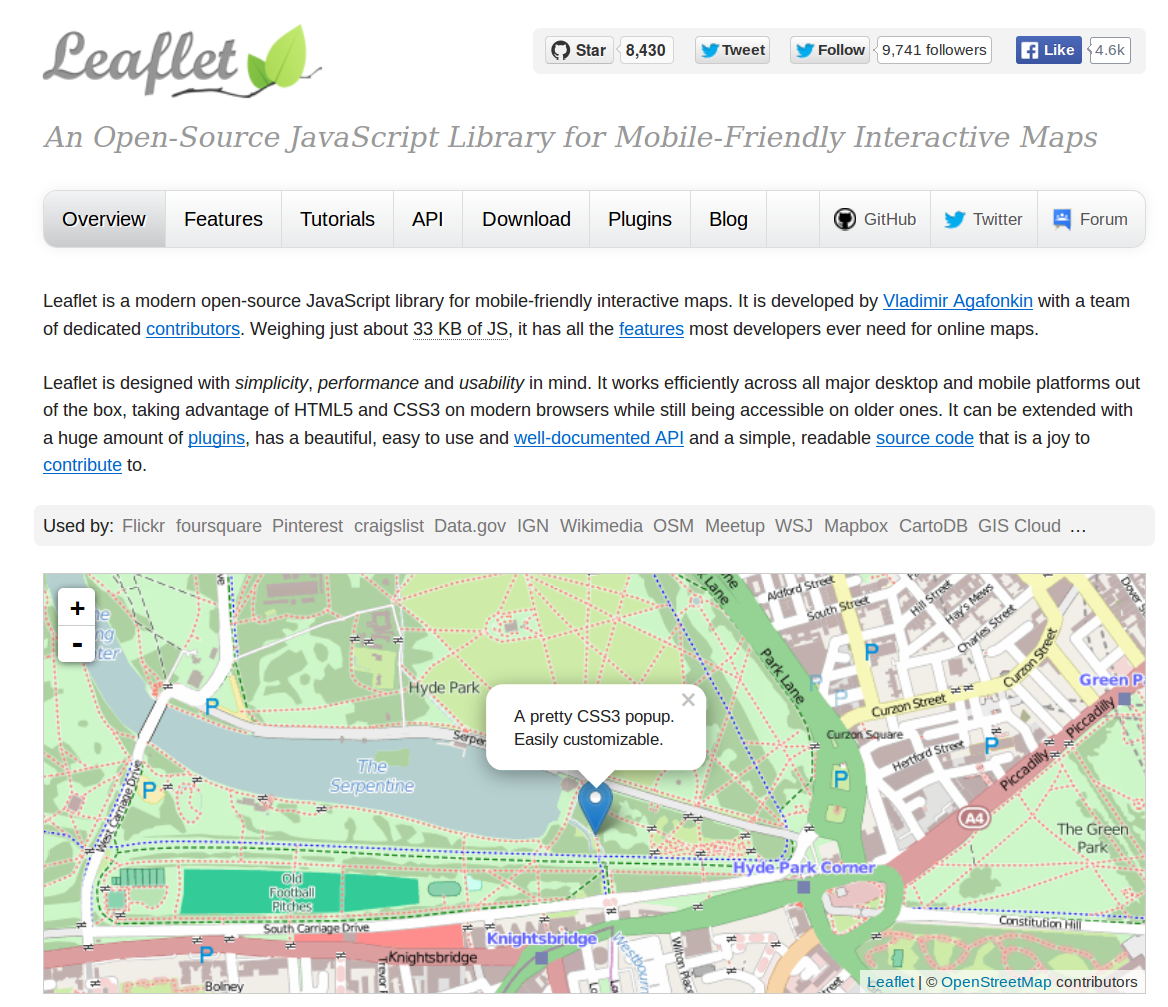 Leaflet
Star 8,430 Tweet Follow 9,741 followers Like 4.6k
An Open-Source JavaScript Library for Mobile-Friendly Interactive Maps
Overview Features Tutorials API Download Plugins Blog GitHub Twitter Forum
Leaflet is a modern open-source JavaScript library for mobile-friendly interactive maps. It is developed by Vladimir Agafonkin with a team
of dedicated contributors. Weighing just about 33 KB of JS, it has all the features most developers ever need for online maps.
Leaflet is designed with simplicity, performance and usability in mind. It works efficiently across all major desktop and mobile platforms out
of the box, taking advantage of HTML5 and CSS3 on modern browsers while still being accessible on older ones. It can be extended with
a huge amount of plugins, has a beautiful, easy to use and well-documented API and a simple, readable source code that is a joy to
contribute to.
Used by: Flickr foursquare Pinterest craigslist Data.gov IGN Wikimedia OSM Meetup WSJ Mapbox CartoDB GIS Cloud …
+
-
Aldford Street
South Street
Hill Street
Hay's Mews
Charles Street
Park Lane
Curzon Street
Curzon Street
Hyde Park
Green P
Piccadilly
A pretty CSS3 popup.
Easily customizable.
×
Serpen
Curzon Square
Hertford Street
The
Serpentine
Piccadilly
West Carriage Drive
A4
The Green
Park
Hyde Park Corner
Old
Football
Pitches
South Carriage Drive
Constitution Hill
Knightsbridge
Knightsbridge
Westbourn
Wilton Place
Bolney
Leaflet | © OpenStreetMap contributors